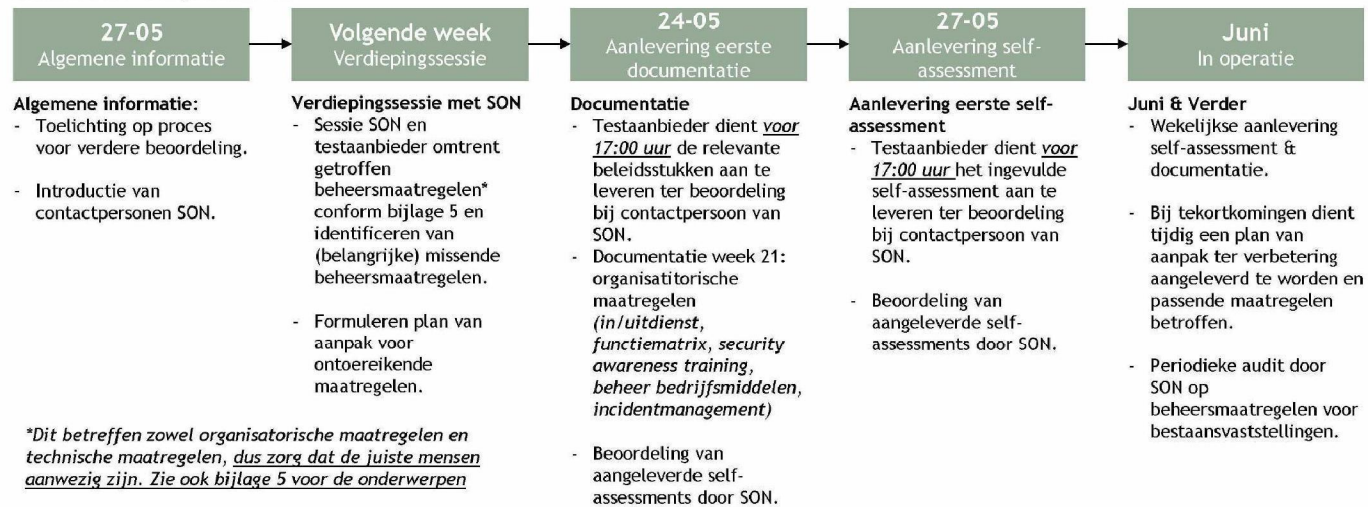 27-05
Algemene informatie
Volgende week
Verdiepingssessie
24-05
Aanlevering eerste
documentatie
27-05
Aanlevering self-
assessment
Juni
In operatie
Algemene informatie:
- Toelichting op proces
voor verdere beoordeling.
- Introductie van
contactpersonen SON.
Verdiepingssessie met SON
- Sessie SON en
testaanbieder omtrent
getroffen
beheersmaatregelen*
conform bijlage 5 en
identificeren van
(belangrijke) missende
beheersmaatregelen.
- Formuleren plan van
aanpak voor
ontoereikende
maatregelen.
*Dit betreffen zowel organisatorische maatregelen en
technische maatregelen, dus zorg dat de juiste mensen
aanwezig zijn. Zie ook bijlage 5 voor de onderwerpen
Documentatie
- Testaanbieder dient voor
17:00 uur de relevante
beleidsstukken aan te
leveren ter beoordeling
bij contactpersoon van
SON.
- Documentatie week 21:
organisatitorische
maatregelen
(in/uitdienst,
functiematrix, security
awareness training,
beheer bedrijfsmiddelen,
incidentmanagement)
- Beoordeling van
aangeleverde self-
assessments door SON.
Aanlevering eerste self-
assessment
- Testaanbieder dient voor
17:00 uur het ingevulde
self-assessment aan te
leveren ter beoordeling
bij contactpersoon van
SON.
- Beoordeling van
aangeleverde self-
assessments door SON.
Juni & Verder
- Wekelijkse aanlevering
self-assessment &
documentatie.
- Bij tekortkomingen dient
tijdig een plan van
aanpak ter verbetering
aangeleverd te worden en
passende maatregelen
betroffen.
- Periodieke audit door
SON op
beheersmaatregelen voor
bestaansvaststellingen.